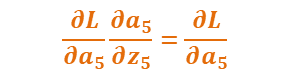 ∂L/∂a₅ ∂a₅/∂z₅ = ∂L/∂a₅